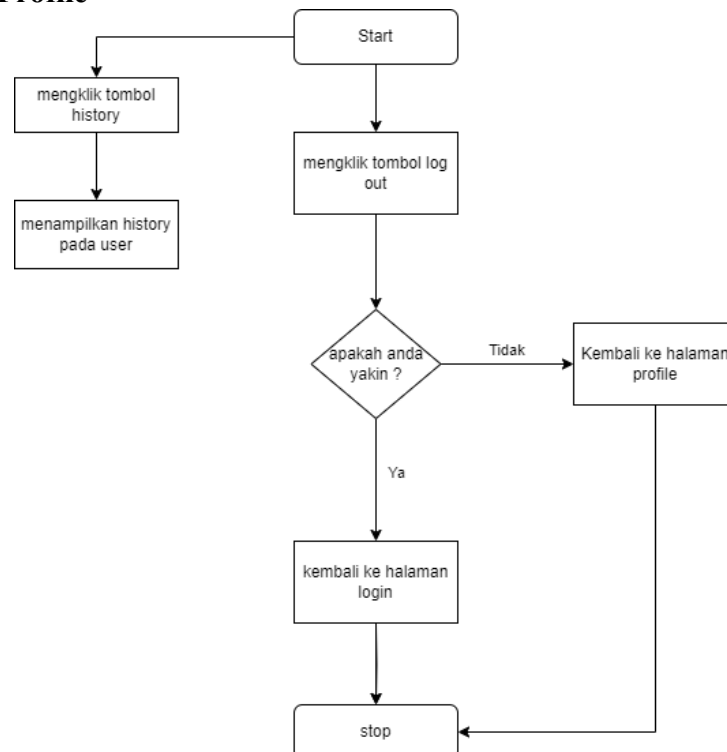 Profile
Start
mengklik tombol
history
mengklik tombol log
out
menampilkan history
pada user
apakah anda
yakin ?
Tidak
Kembali ke halaman
profile
Ya
kembali ke halaman
login
stop